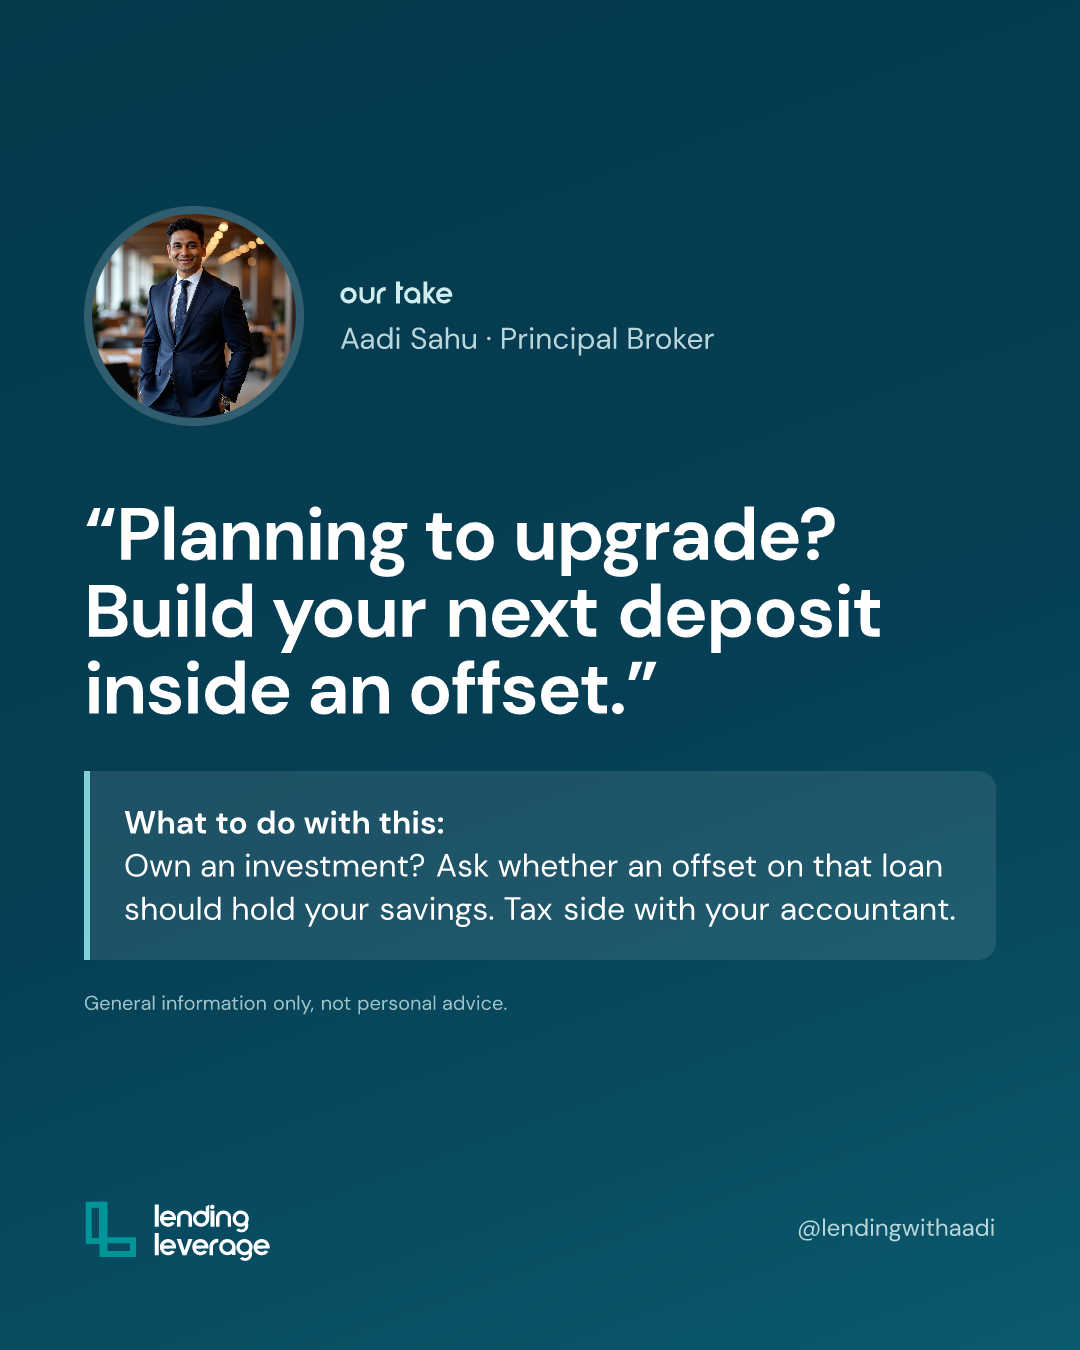 our take
Aadi Sahu · Principal Broker
“Planning to upgrade?
Build your next deposit
inside an offset.”
What to do with this:
Own an investment? Ask whether an offset on that loan
should hold your savings. Tax side with your accountant.
General information only, not personal advice.
lending
leverage
@lendingwithaadi